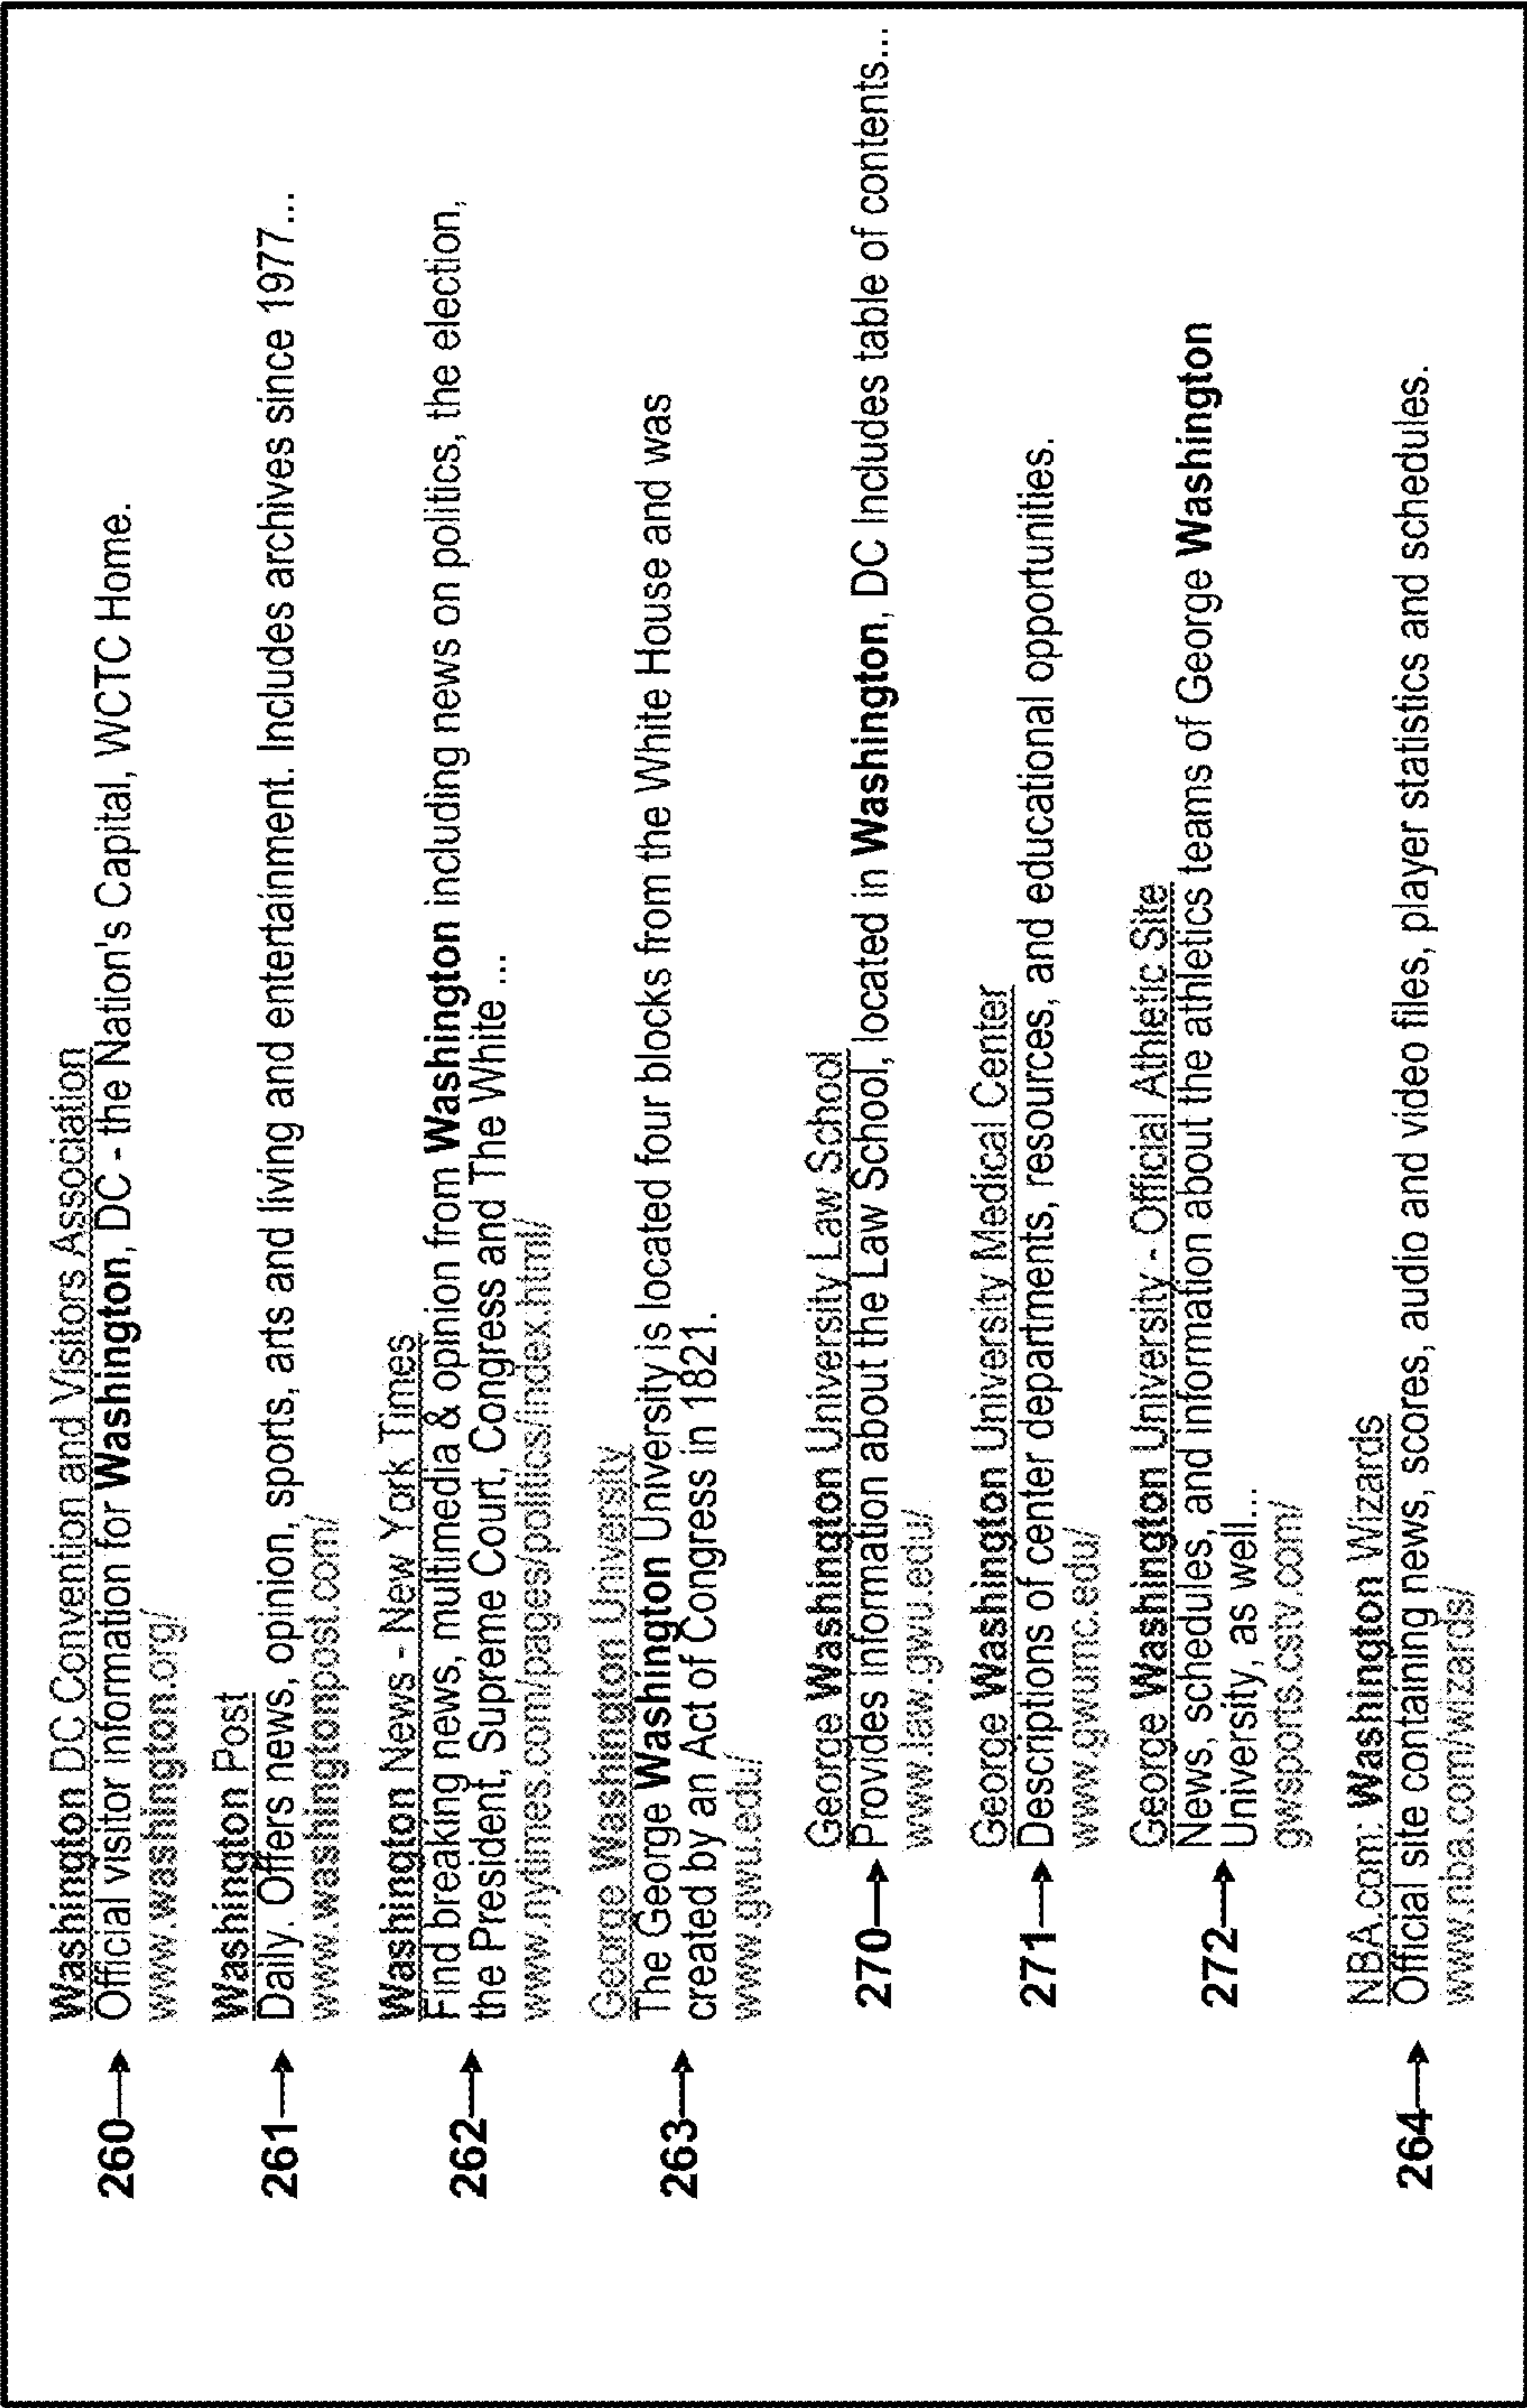 Washington DC Convention and Visitors Association
260 Official visitor information for Washington, DC - the Nation's Capital, WCTC Home.
www.washington.org/
Washington Post
261 Daily. Offers news, opinion, sports, arts and living and entertainment. Includes archives since 1977...
www.washingtonpost.com/
Washington News - New York Times
Find breaking news, multimedia & opinion from Washington including news on politics, the election,
262 the President, Supreme Court, Congress and The White ...
www.nytimes.com/pages/politics/index.html/
George Washington University
The George Washington University is located four blocks from the White House and was
263 created by an Act of Congress in 1821.
www.gwu.edu/
George Washington University Law School
270 Provides information about the Law School, located in Washington, DC Includes table of contents...
www.law.gwu.edu/
George Washington University Medical Center
271 Descriptions of center departments, resources, and educational opportunities.
www.gwumc.edu/
George Washington University - Official Athletic Site
News, schedules, and information about the athletics teams of George Washington
272 University, as well...
gwsports.cstv.com/
NBA.com: Washington Wizards
264 Official site containing news, scores, audio and video files, player statistics and schedules.
www.nba.com/wizards/